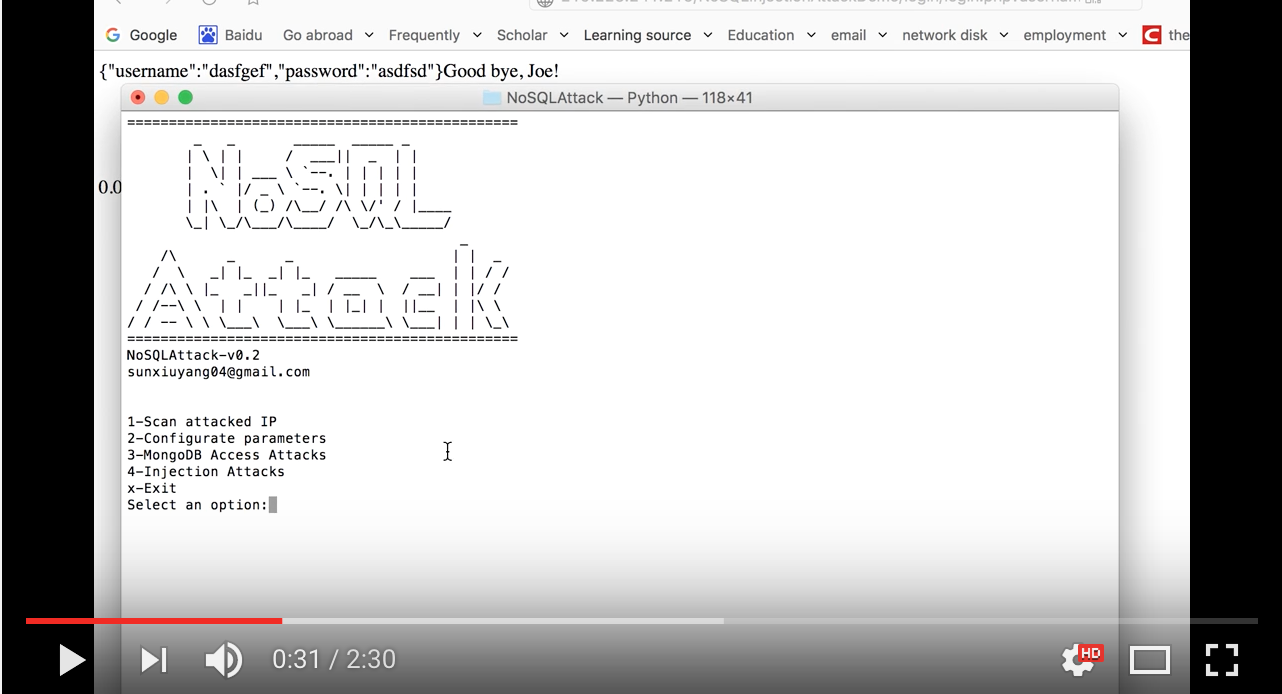 Google Baidu Go abroad Frequently Scholar Learning source Education email network disk employment the
{"username":"dasfgef","password":"asdfsd"}Good bye, Joe!
NoSQLAttack — Python — 118×41
0.0
==============================================
NoSQL
Attack
==============================================
NoSQLAttack-v0.2
sunxiuyang04@gmail.com
1-Scan attacked IP
2-Configurate parameters
3-MongoDB Access Attacks
4-Injection Attacks
x-Exit
Select an option:
0:31 / 2:30
HD